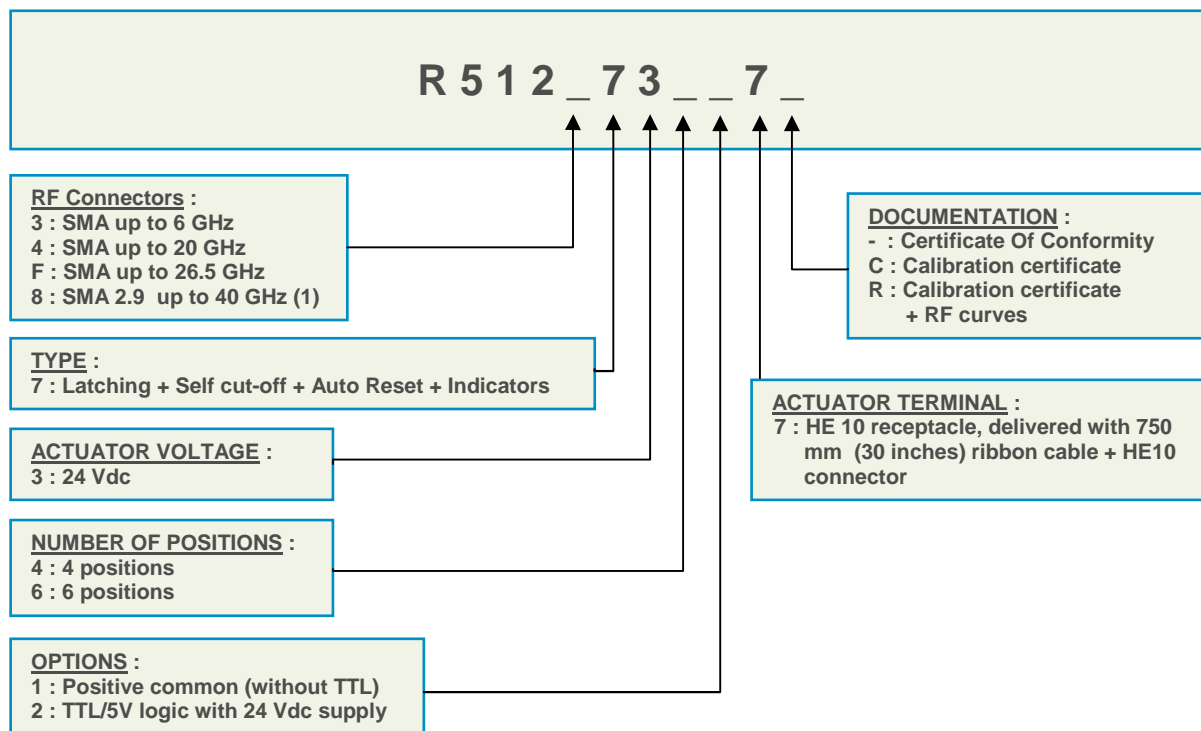 R 5 1 2 _ 7 3 _ _ 7 _
RF Connectors :
3 : SMA up to 6 GHz
4 : SMA up to 20 GHz
F : SMA up to 26.5 GHz
8 : SMA 2.9 up to 40 GHz (1)
TYPE :
7 : Latching + Self cut-off + Auto Reset + Indicators
ACTUATOR VOLTAGE :
3 : 24 Vdc
NUMBER OF POSITIONS :
4 : 4 positions
6 : 6 positions
OPTIONS :
1 : Positive common (without TTL)
2 : TTL/5V logic with 24 Vdc supply
DOCUMENTATION :
- : Certificate Of Conformity
C : Calibration certificate
R : Calibration certificate
+ RF curves
ACTUATOR TERMINAL :
7 : HE 10 receptacle, delivered with 750
mm (30 inches) ribbon cable + HE10
connector